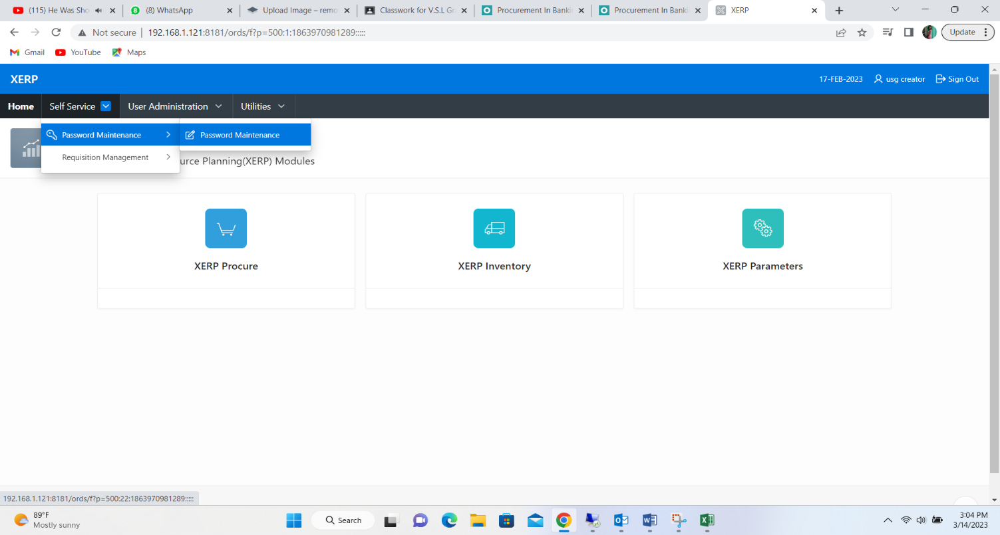 (115) He Was Sho
(8) WhatsApp
Upload Image – remo
Classwork for V.S.L Gr
Procurement In Banki
Procurement In Banki
XERP
Not secure
192.168.1.121:8181/ords/f?p=500:1:1863970981289:::::
Update
Gmail
YouTube
Maps
XERP
17-FEB-2023
usg creator
Sign Out
Home
Self Service
User Administration
Utilities
Password Maintenance
Password Maintenance
Requisition Management
urce Planning(XERP) Modules
XERP Procure
XERP Inventory
XERP Parameters
192.168.1.121:8181/ords/f?p=500:22:1863970981289:::::
89°F
Mostly sunny
Search
3:04 PM
3/14/2023